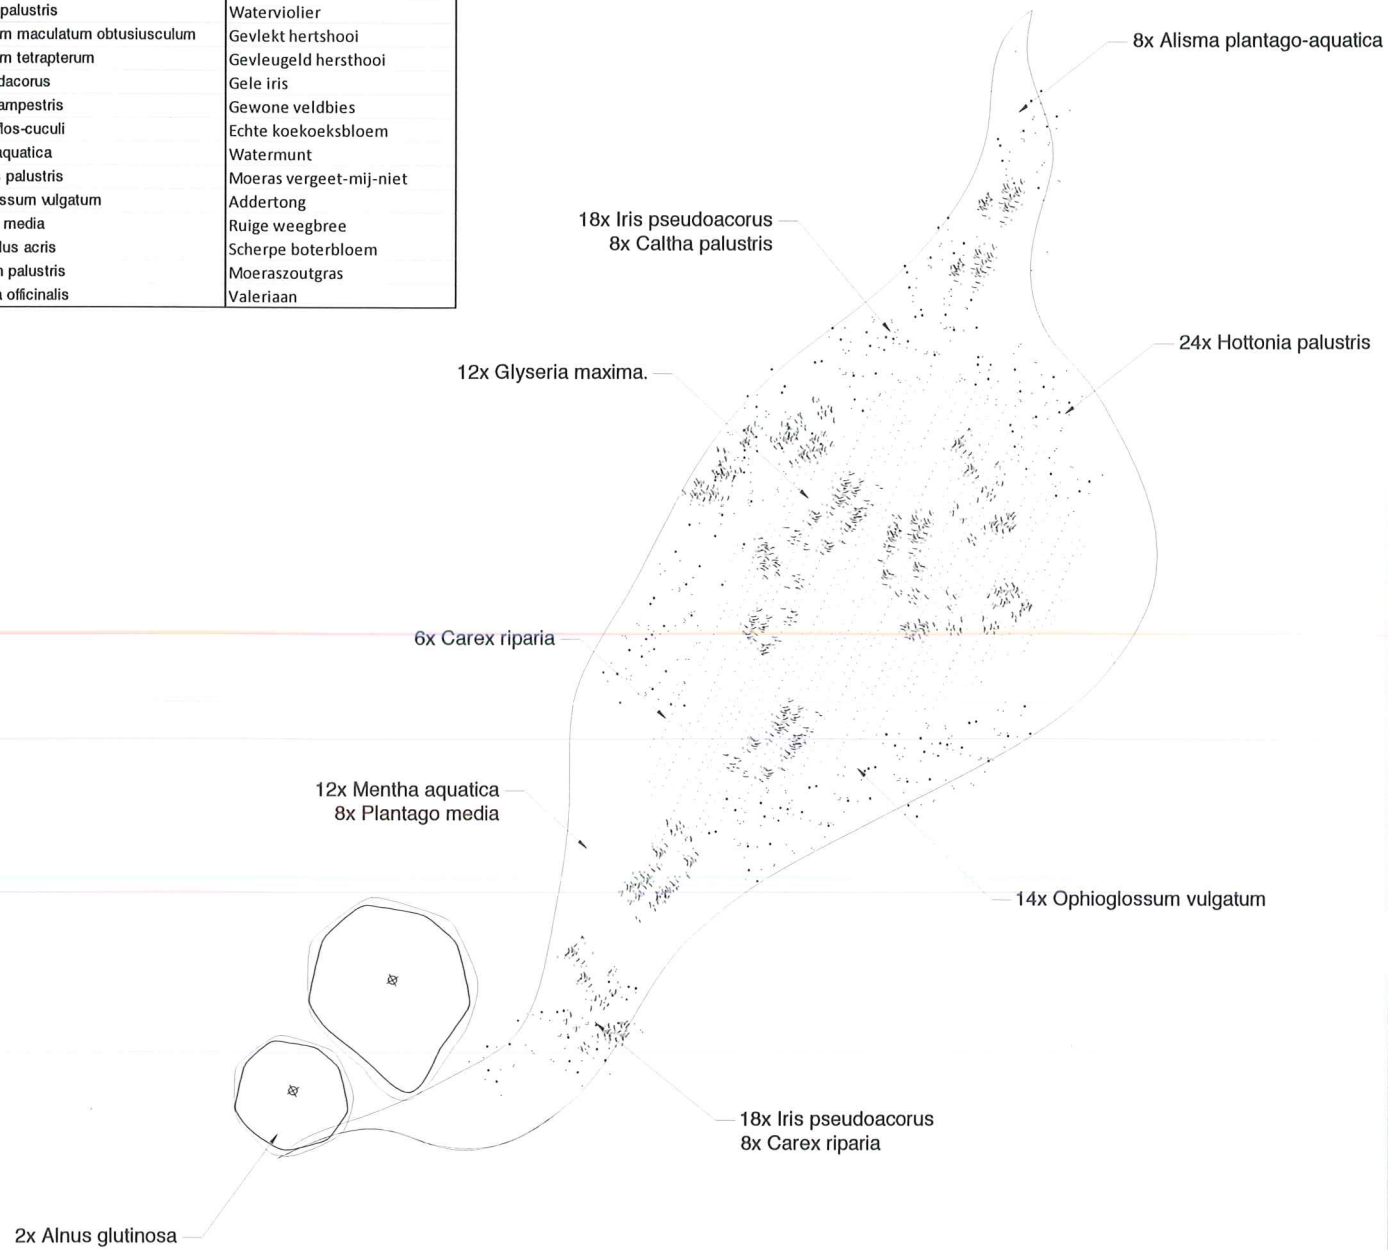 palustris Waterviolier
m maculatum obtusiusculum Gevlekt hertshooi
m tetrapterum Gevleugeld hersthooi
dacorus Gele iris
ampestris Gewone veldbies
flos-cuculi Echte koekoeksbloem
aquatica Watermunt
palustris Moeras vergeet-mij-niet
ssum vulgatum Addertong
media Ruige weegbree
lus acris Scherpe boterbloem
n palustris Moeraszoutgras
a officinalis Valeriaan
8x Alisma plantago-aquatica
18x Iris pseudoacorus
8x Caltha palustris
24x Hottonia palustris
12x Glyseria maxima.
6x Carex riparia
12x Mentha aquatica
8x Plantago media
14x Ophioglossum vulgatum
18x Iris pseudoacorus
8x Carex riparia
2x Alnus glutinosa